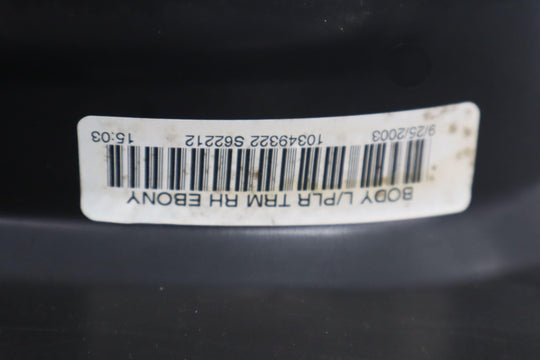 BODY L/PLR TRM RH EBONY
9/25/2003 10349322 S62212 15:03